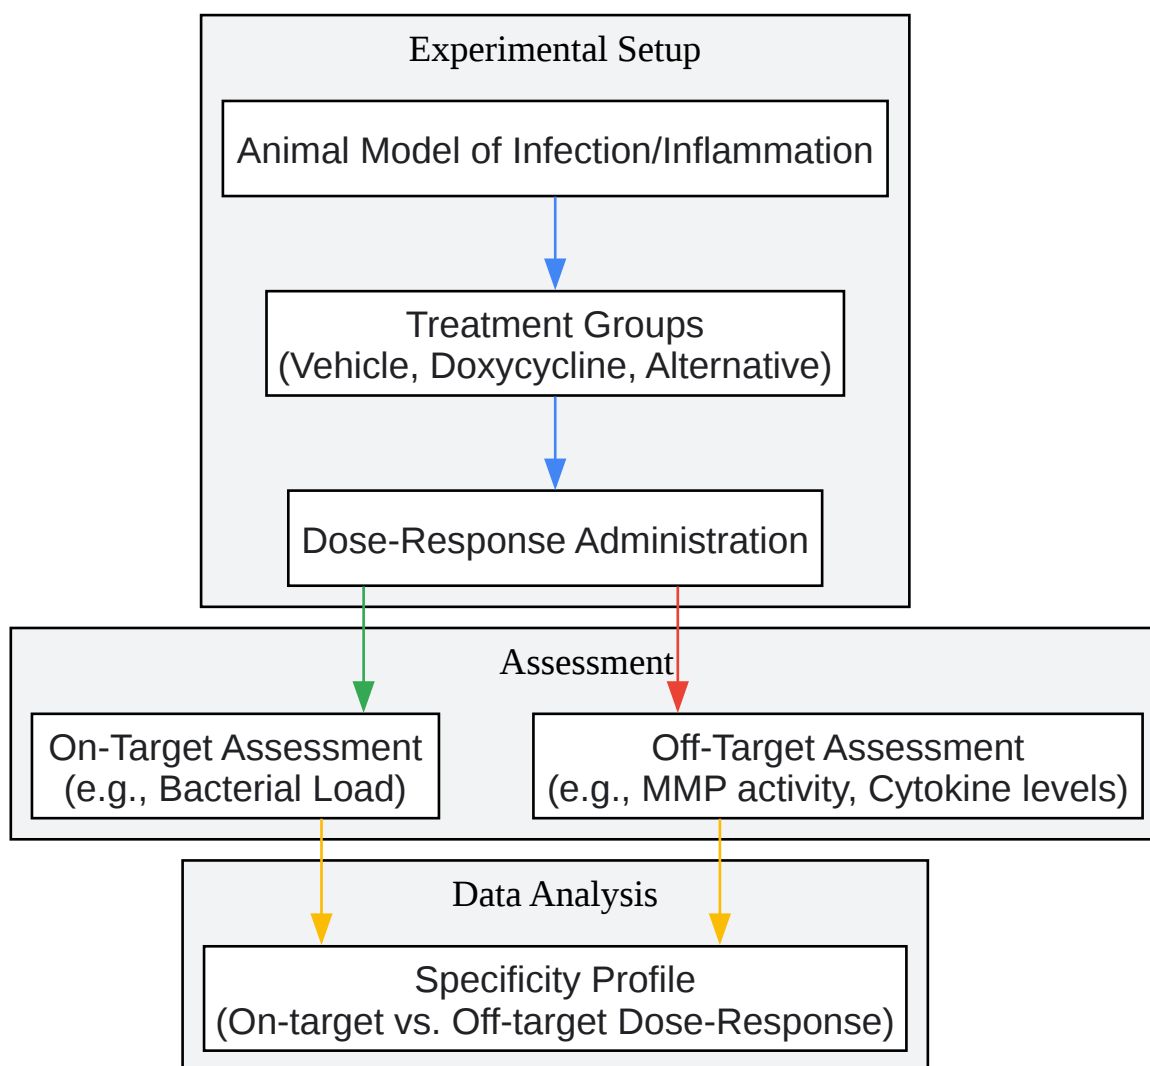 Experimental Setup
Animal Model of Infection/Inflammation
Treatment Groups
(Vehicle, Doxycycline, Alternative)
Dose-Response Administration
Assessment
On-Target Assessment
(e.g., Bacterial Load)
Off-Target Assessment
(e.g., MMP activity, Cytokine levels)
Data Analysis
Specificity Profile
(On-target vs. Off-target Dose-Response)